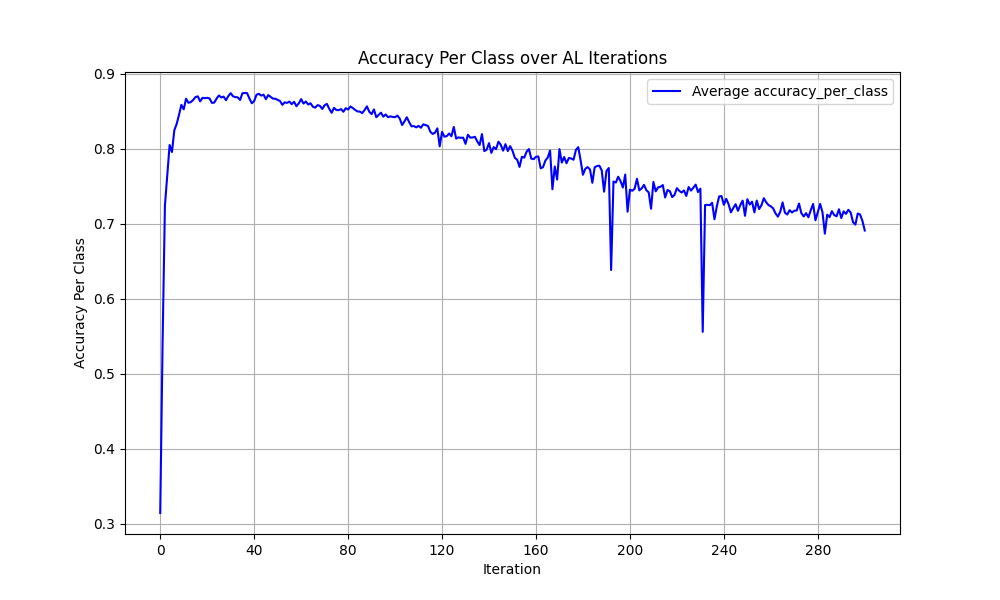 Accuracy Per Class over AL Iterations
Average accuracy_per_class
Accuracy Per Class
0.9
0.8
0.7
0.6
0.5
0.4
0.3
0 40 80 120 160 200 240 280
Iteration